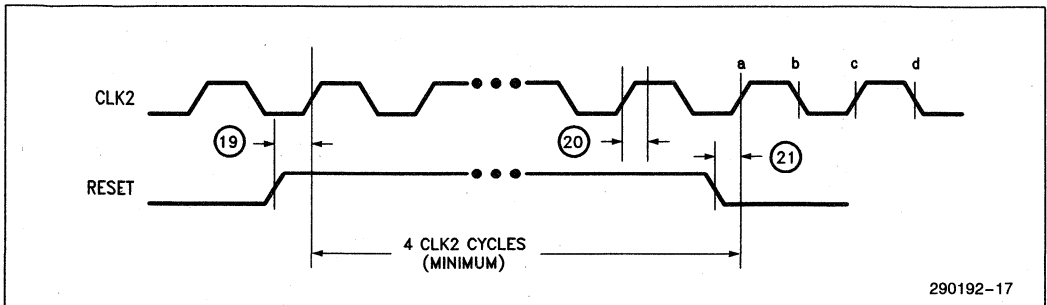 a b c d
CLK2
19 20 21
RESET
4 CLK2 CYCLES
(MINIMUM)
290192-17